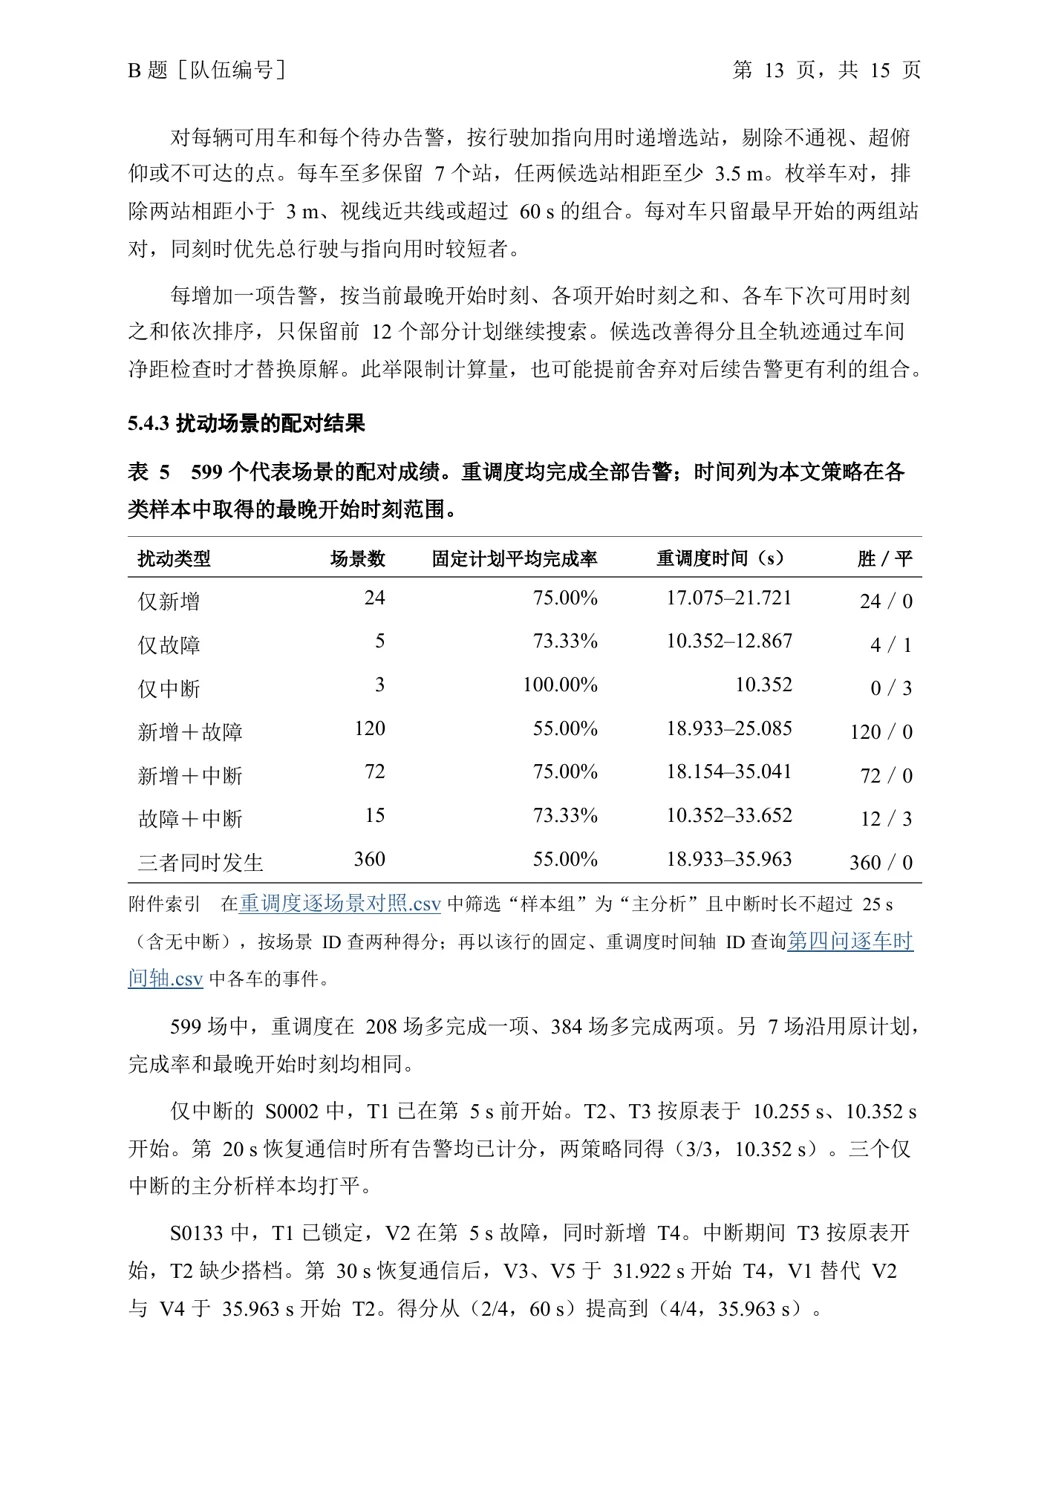 B 题［队伍编号］ 第 13 页，共 15 页
对每辆可用车和每个待办告警，按行驶加指向用时递增选站，剔除不通视、超俯
仰或不可达的点。每车至多保留 7 个站，任两候选站相距至少 3.5 m。枚举车对，排
除两站相距小于 3 m、视线近共线或超过 60 s 的组合。每对车只留最早开始的两组站
对，同刻时优先总行驶与指向用时较短者。
每增加一项告警，按当前最晚开始时刻、各项开始时刻之和、各车下次可用时刻
之和依次排序，只保留前 12 个部分计划继续搜索。候选改善得分且全轨迹通过车间
净距检查时才替换原解。此举限制计算量，也可能提前舍弃对后续告警更有利的组合。
5.4.3 扰动场景的配对结果
表 5 599 个代表场景的配对成绩。重调度均完成全部告警；时间列为本文策略在各
类样本中取得的最晚开始时刻范围。
扰动类型 场景数 固定计划平均完成率 重调度时间（s） 胜 / 平
仅新增 24 75.00% 17.075–21.721 24 / 0
仅故障 5 73.33% 10.352–12.867 4 / 1
仅中断 3 100.00% 10.352 0 / 3
新增＋故障 120 55.00% 18.933–25.085 120 / 0
新增＋中断 72 75.00% 18.154–35.041 72 / 0
故障＋中断 15 73.33% 10.352–33.652 12 / 3
三者同时发生 360 55.00% 18.933–35.963 360 / 0
附件索引 在重调度逐场景对照.csv 中筛选“样本组”为“主分析”且中断时长不超过 25 s
（含无中断），按场景 ID 查两种得分；再以该行的固定、重调度时间轴 ID 查询第四问逐车时
间轴.csv 中各车的事件。
599 场中，重调度在 208 场多完成一项、384 场多完成两项。另 7 场沿用原计划，
完成率和最晚开始时刻均相同。
仅中断的 S0002 中，T1 已在第 5 s 前开始。T2、T3 按原表于 10.255 s、10.352 s
开始。第 20 s 恢复通信时所有告警均已计分，两策略同得（3/3，10.352 s）。三个仅
中断的主分析样本均打平。
S0133 中，T1 已锁定，V2 在第 5 s 故障，同时新增 T4。中断期间 T3 按原表开
始，T2 缺少搭档。第 30 s 恢复通信后，V3、V5 于 31.922 s 开始 T4，V1 替代 V2
与 V4 于 35.963 s 开始 T2。得分从（2/4，60 s）提高到（4/4，35.963 s）。